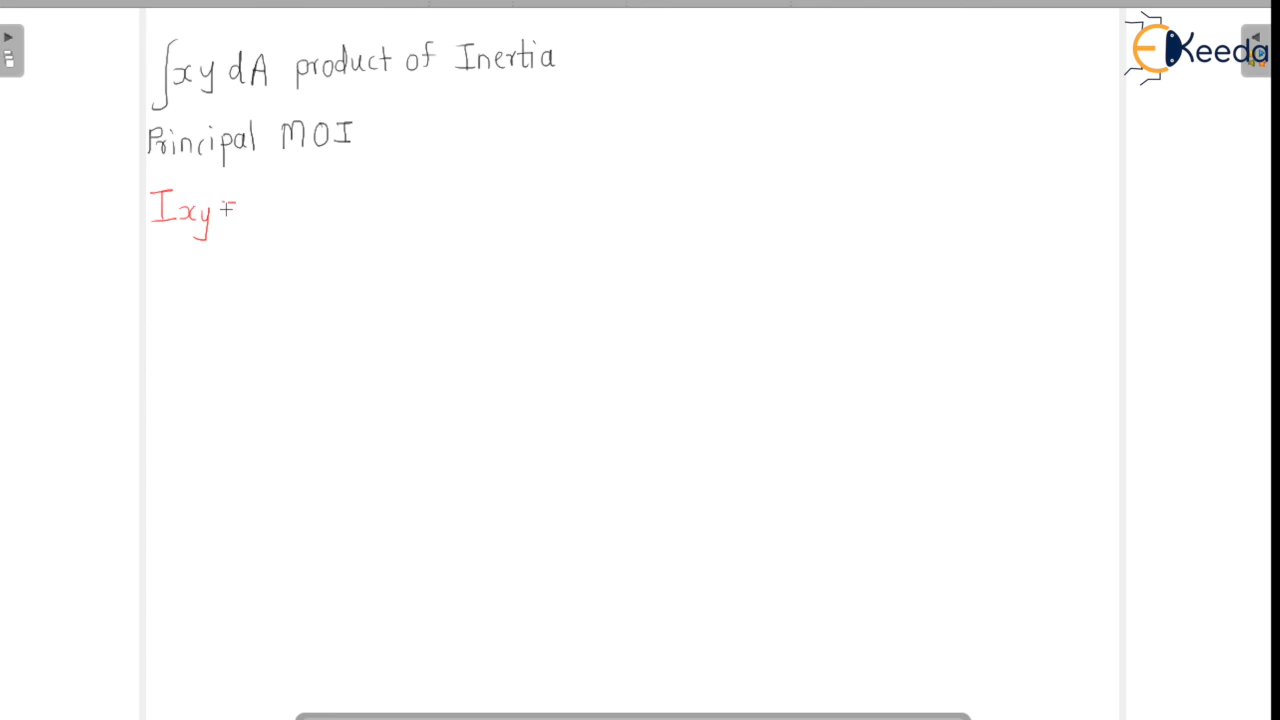 ∫xy dA product of Inertia
Principal MOI
Ixy =
EKeeda